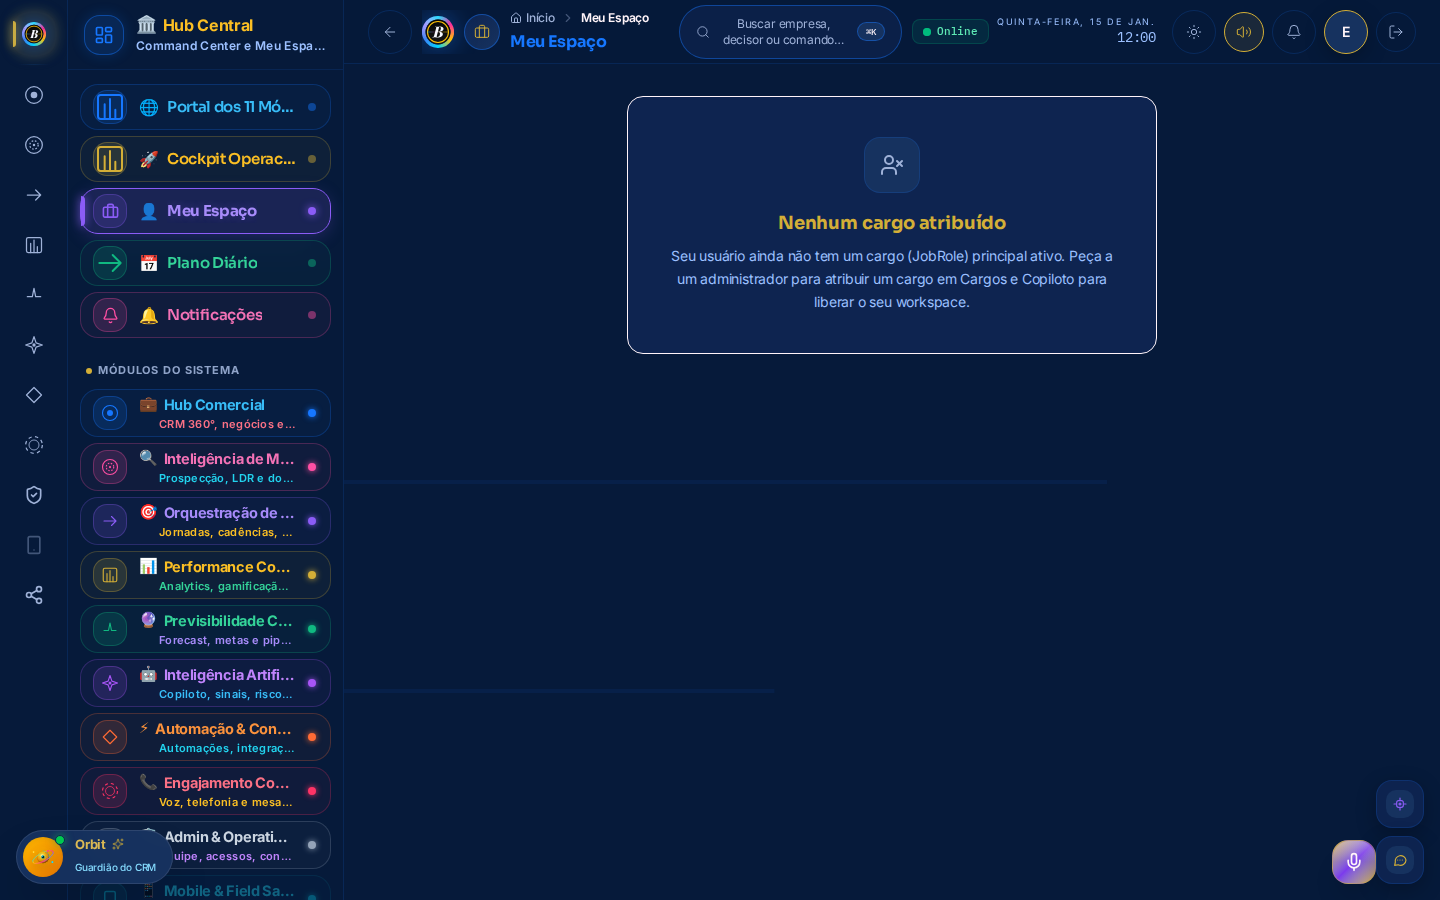 🏛️ Hub Central
Command Center e Meu Espa...
🌐 Portal dos 11 Mó...
🚀 Cockpit Operac...
👤 Meu Espaço
📅 Plano Diário
🔔 Notificações
MÓDULOS DO SISTEMA
💼 Hub Comercial
CRM 360°, negócios e...
🔍 Inteligência de M...
Prospecção, LDR e do...
🎯 Orquestração de ...
Jornadas, cadências, ...
📊 Performance Co...
Analytics, gamificaçã...
🔮 Previsibilidade C...
Forecast, metas e pip...
🤖 Inteligência Artifi...
Copiloto, sinais, risco...
⚡ Automação & Con...
Automações, integraç...
📞 Engajamento Co...
Voz, telefonia e mesa...
Admin & Operati...
uipe, acessos, con...
📱 Mobile & Field Sa...
Orbit
Guardião do CRM
B
B
Início > Meu Espaço
Meu Espaço
Buscar empresa,
decisor ou comando...
⌘K
Online
QUINTA-FEIRA, 15 DE JAN.
12:00
E
Nenhum cargo atribuído
Seu usuário ainda não tem um cargo (JobRole) principal ativo. Peça a
um administrador para atribuir um cargo em Cargos e Copiloto para
liberar o seu workspace.